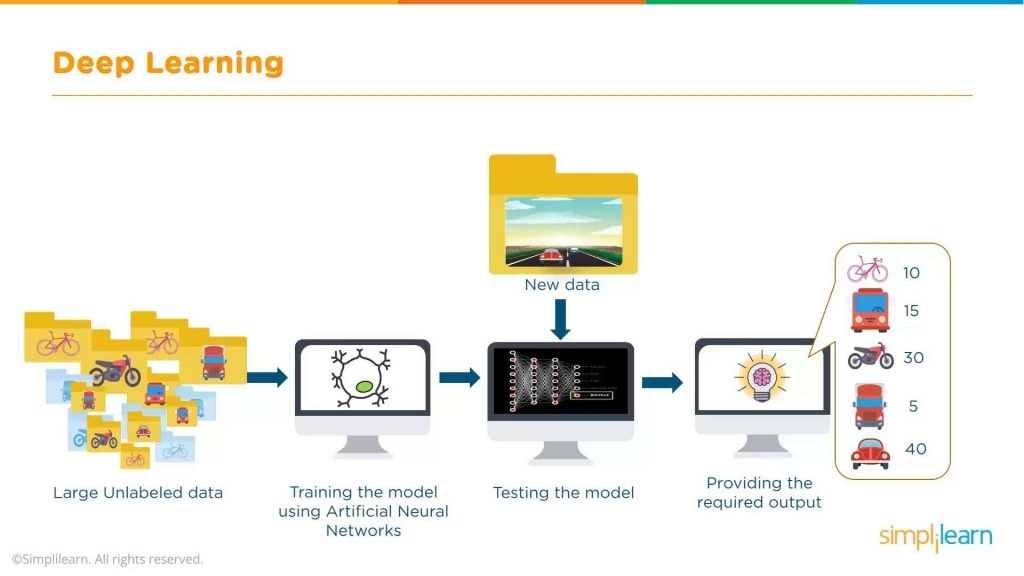 Deep Learning
New data
10
15
30
5
40
BICYCLE
Large Unlabeled data
Training the model
using Artificial Neural
Networks
Testing the model
Providing the
required output
simplilearn
©Simplilearn. All rights reserved.